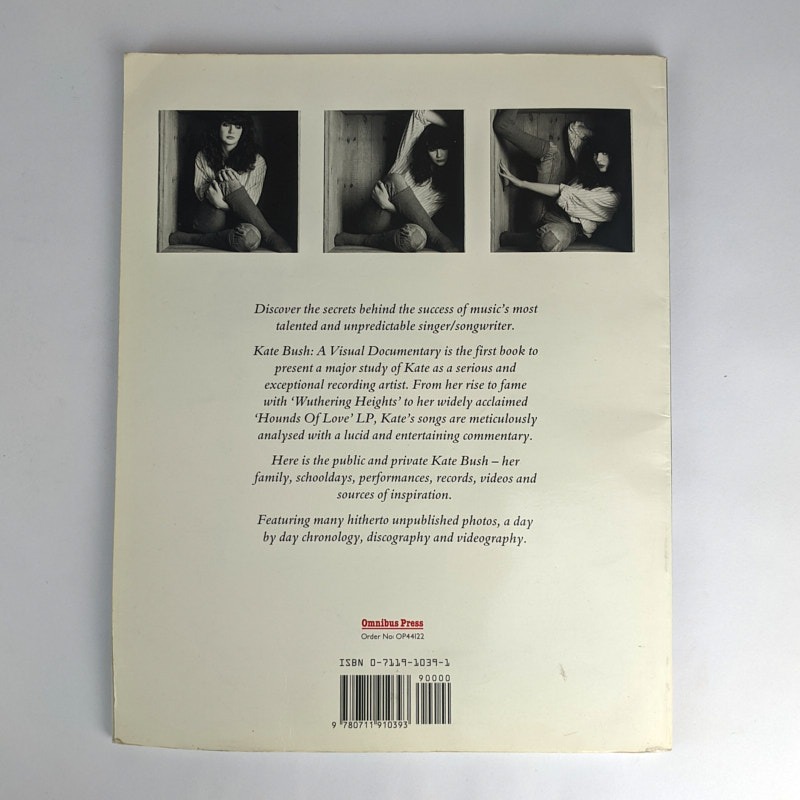 Discover the secrets behind the success of music's most
talented and unpredictable singer/songwriter.
Kate Bush: A Visual Documentary is the first book to
present a major study of Kate as a serious and
exceptional recording artist. From her rise to fame
with ‘Wuthering Heights’ to her widely acclaimed
‘Hounds Of Love’ LP, Kate's songs are meticulously
analysed with a lucid and entertaining commentary.
Here is the public and private Kate Bush – her
family, schooldays, performances, records, videos and
sources of inspiration.
Featuring many hitherto unpublished photos, a day
by day chronology, discography and videography.
Omnibus Press
Order No: OP44122
ISBN 0-7119-1039-1
90000
9 780711 910393